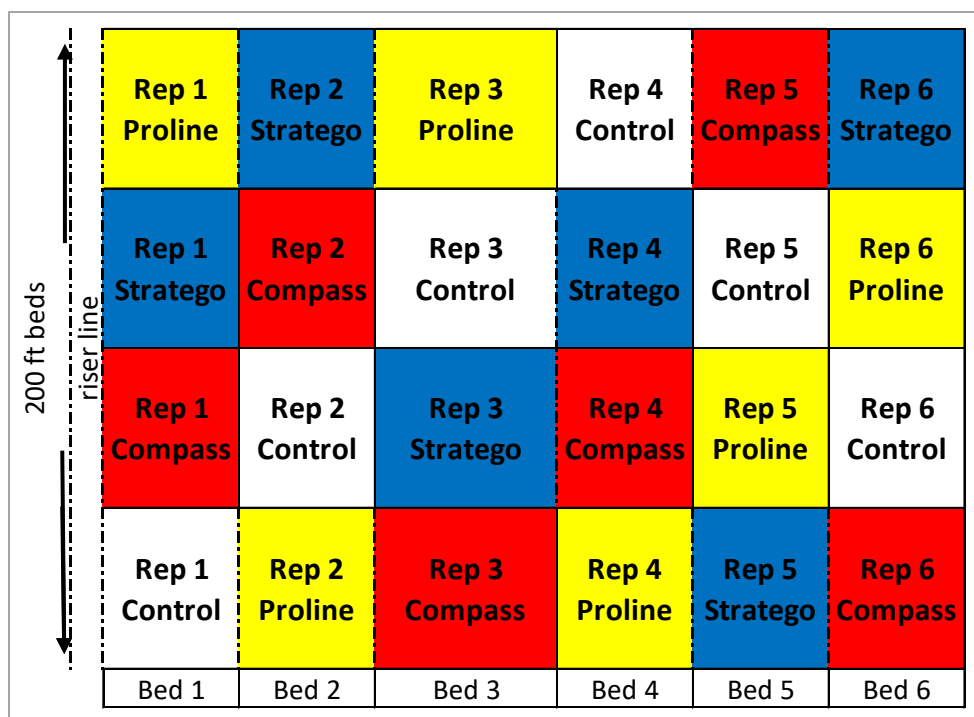 200 ft beds
riser line
Rep 1
Proline
Rep 2
Stratego
Rep 3
Proline
Rep 4
Control
Rep 5
Compass
Rep 6
Stratego
Rep 1
Stratego
Rep 2
Compass
Rep 3
Control
Rep 4
Stratego
Rep 5
Control
Rep 6
Proline
Rep 1
Compass
Rep 2
Control
Rep 3
Stratego
Rep 4
Compass
Rep 5
Proline
Rep 6
Control
Rep 1
Control
Rep 2
Proline
Rep 3
Compass
Rep 4
Proline
Rep 5
Stratego
Rep 6
Compass
Bed 1
Bed 2
Bed 3
Bed 4
Bed 5
Bed 6